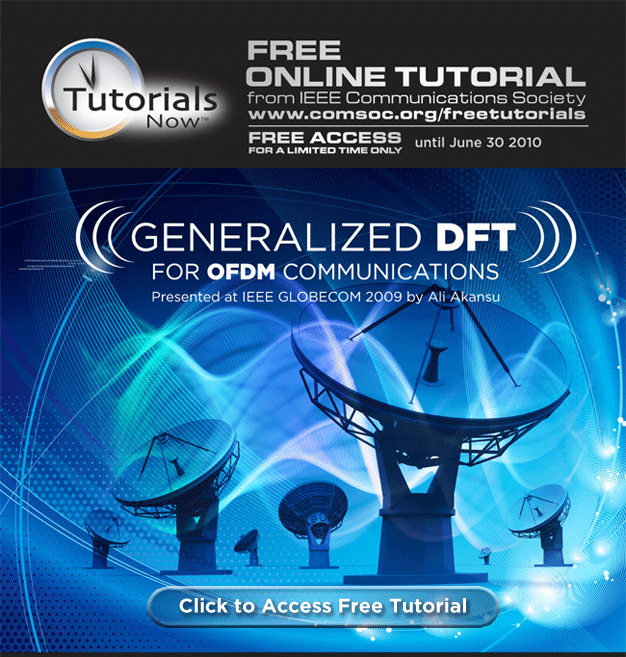 Tutorials
Now™
FREE
ONLINE TUTORIAL
from IEEE Communications Society
www.comsoc.org/freetutorials
FREE ACCESS
FOR A LIMITED TIME ONLY
until June 30 2010
GENERALIZED DFT
FOR OFDM COMMUNICATIONS
Presented at IEEE GLOBECOM 2009 by Ali Akansu
Click to Access Free Tutorial